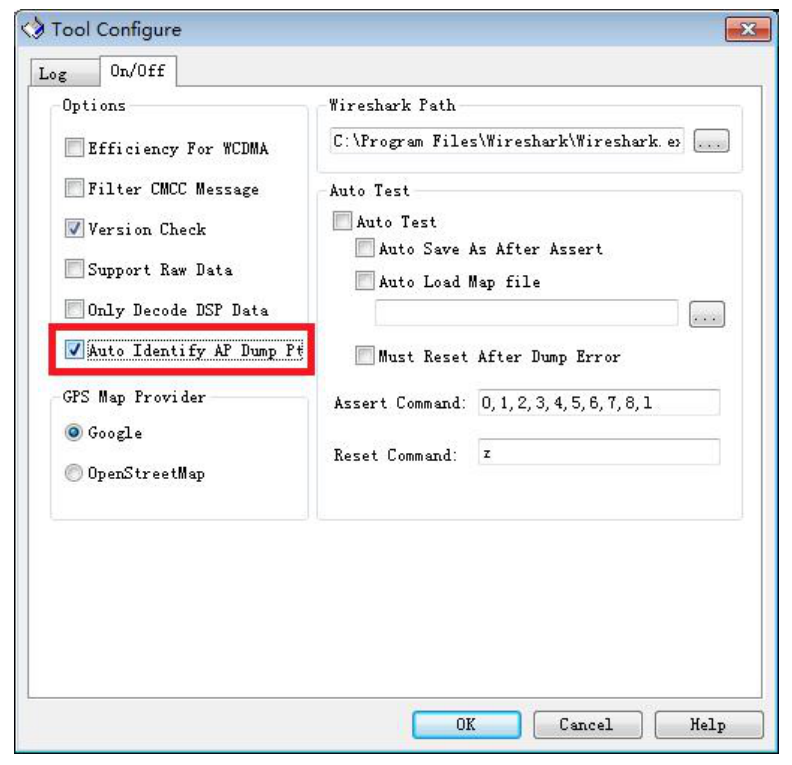 Tool Configure
Log
On/Off
Options
Efficiency For WCDMA
Filter CMCC Message
Version Check
Support Raw Data
Only Decode DSP Data
Auto Identify AP Dump
GPS Map Provider
Google
OpenStreetMap
Wireshark Path
C:\Program Files\Wireshark\Wireshark.ex
...
Auto Test
Auto Test
Auto Save As After Assert
Auto Load Map file
...
Must Reset After Dump Error
Assert Command: 0,1,2,3,4,5,6,7,8,l
Reset Command: z
OK
Cancel
Help